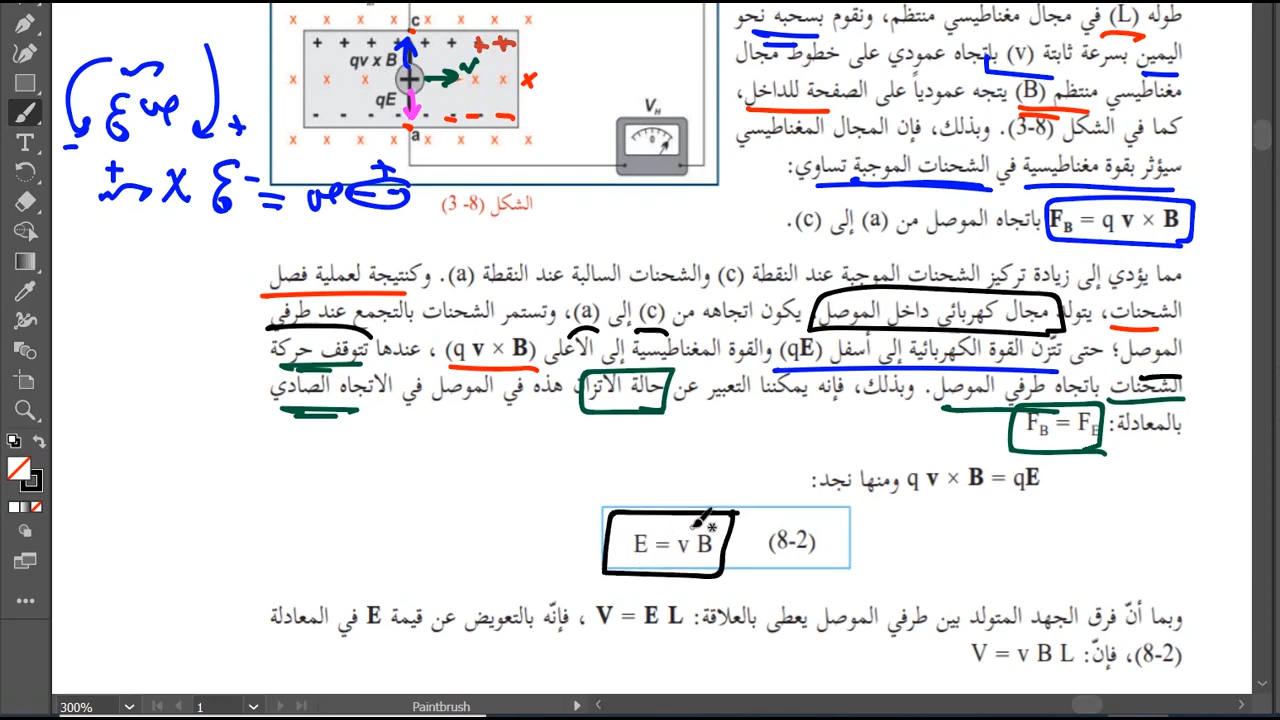 طوله (L) في مجال مغناطيسي منتظم، ونقوم بسحبه نحو
اليمين بسرعة ثابتة (v) باتجاه عمودي على خطوط مجال
مغناطيسي منتظم (B) يتجه عمودياً على الصفحة للداخل،
كما في الشكل (8-3). وبذلك، فإن المجال المغناطيسي
سيؤثر بقوة مغناطيسية في الشحنات الموجبة تساوي:
F_B = q v × B باتجاه الموصل من (a) إلى (c).
c
qv x B
qE
a
v
V_H
0
الشكل (8- 3)
مما يؤدي إلى زيادة تركيز الشحنات الموجبة عند النقطة (c) والشحنات السالبة عند النقطة (a). وكنتيجة لعملية فصل
الشحنات، يتولد مجال كهربائي داخل الموصل، يكون اتجاهه من (c) إلى (a)، وتستمر الشحنات بالتجمع عند طرفي
الموصل؛ حتى تتّزن القوة الكهربائية إلى أسفل (qE) والقوة المغناطيسية إلى الأعلى (q v × B) ، عندها تتوقف حركة
الشحنات باتجاه طرفي الموصل. وبذلك، فإنه يمكننا التعبير عن حالة الاتزان هذه في الموصل في الاتجاه الصادي
بالمعادلة: F_B = F_E
q v × B = qE ومنها نجد:
E = v B* (8-2)
وبما أنّ فرق الجهد المتولد بين طرفي الموصل يعطى بالعلاقة: V = E L ، فإنّه بالتعويض عن قيمة E في المعادلة
(8-2)، فإنّ: V = v B L
300%
1
Paintbrush